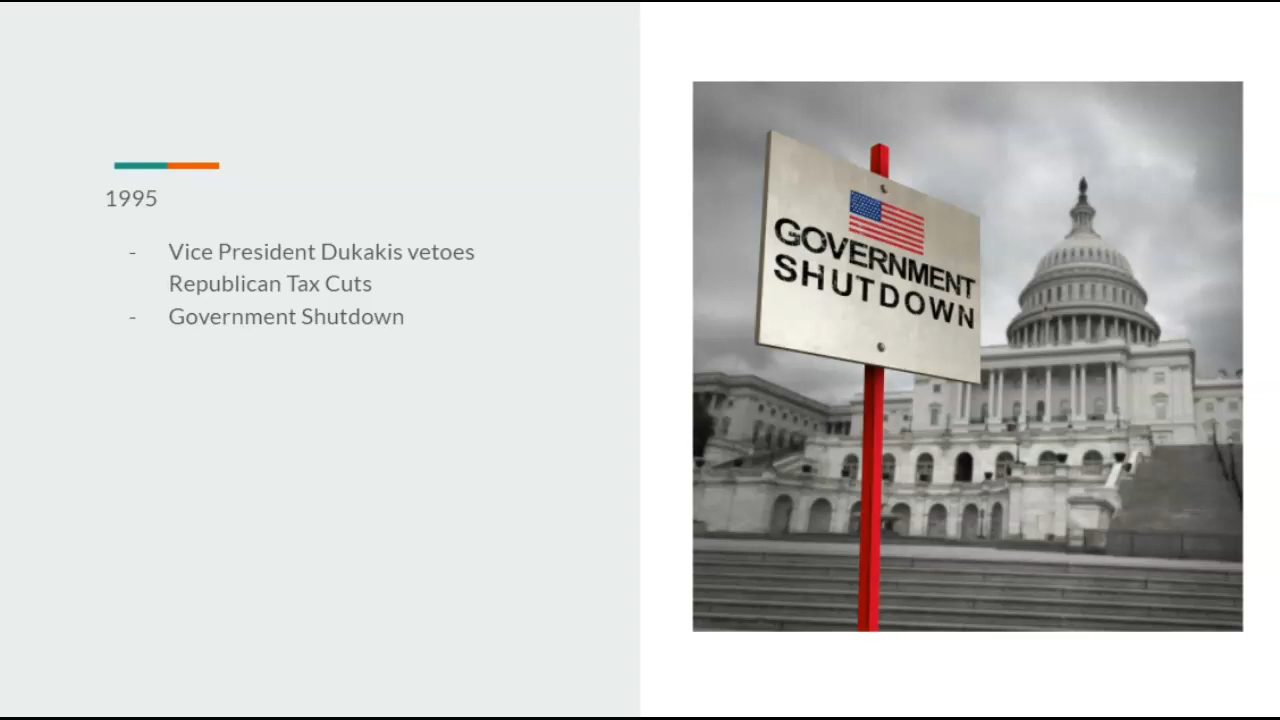 1995
- Vice President Dukakis vetoes
Republican Tax Cuts
- Government Shutdown
GOVERNMENT
SHUTDOWN